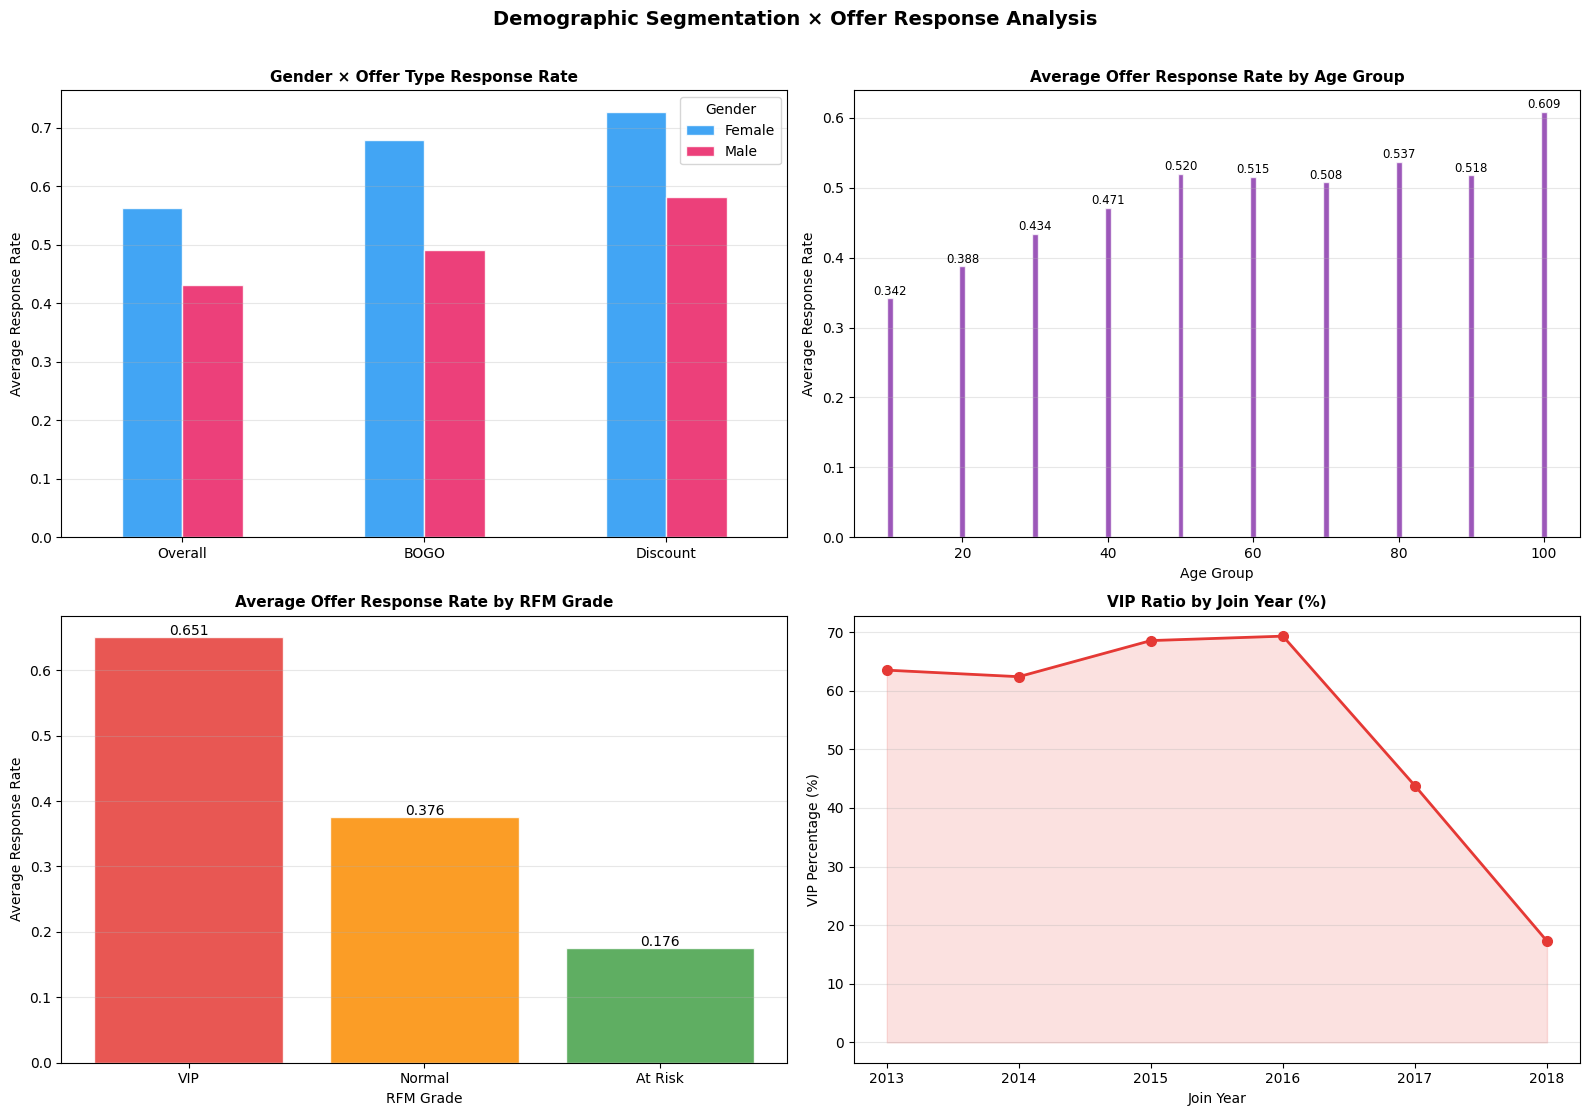 Demographic Segmentation × Offer Response Analysis
Gender × Offer Type Response Rate
Average Response Rate
0.7
0.6
0.5
0.4
0.3
0.2
0.1
0.0
Gender
Female
Male
Overall BOGO Discount
Average Offer Response Rate by Age Group
Average Response Rate
0.6
0.5
0.4
0.3
0.2
0.1
0.0
0.342
0.388
0.434
0.471
0.520
0.515
0.508
0.537
0.518
0.609
20 40 60 80 100
Age Group
Average Offer Response Rate by RFM Grade
Average Response Rate
0.6
0.5
0.4
0.3
0.2
0.1
0.0
0.651
0.376
0.176
VIP Normal At Risk
RFM Grade
VIP Ratio by Join Year (%)
VIP Percentage (%)
70
60
50
40
30
20
10
0
2013 2014 2015 2016 2017 2018
Join Year